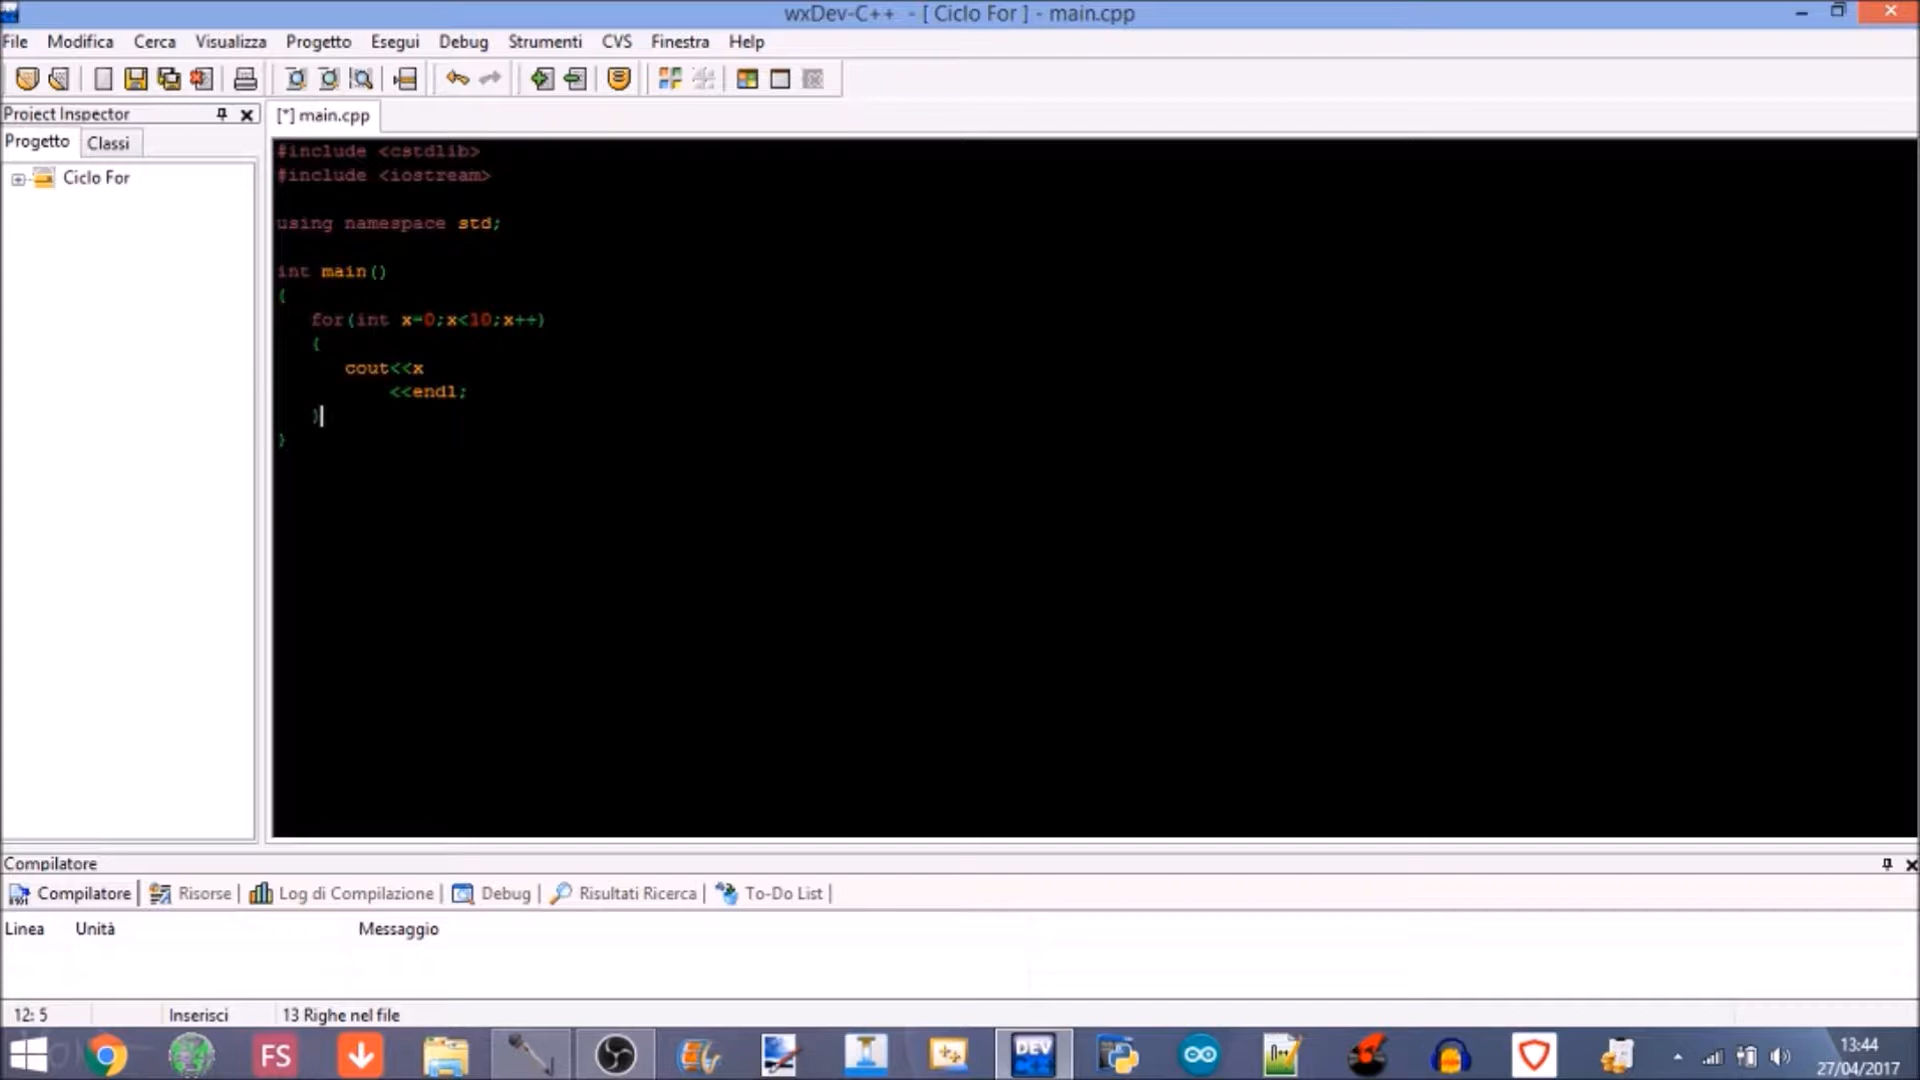 wxDev-C++ - [ Ciclo For ] - main.cpp
File Modifica Cerca Visualizza Progetto Esegui Debug Strumenti CVS Finestra Help
Project Inspector
[*] main.cpp
Progetto Classi
Ciclo For
#include <cstdlib>
#include <iostream>
using namespace std;
int main()
{
for(int x=0;x<10;x++)
{
cout<<x
<<endl;
}
}
Compilatore
Compilatore Risorse Log di Compilazione Debug Risultati Ricerca To-Do List
Linea Unità Messaggio
12: 5 Inserisci 13 Righe nel file
FS DEV C++ n++
13:44
27/04/2017